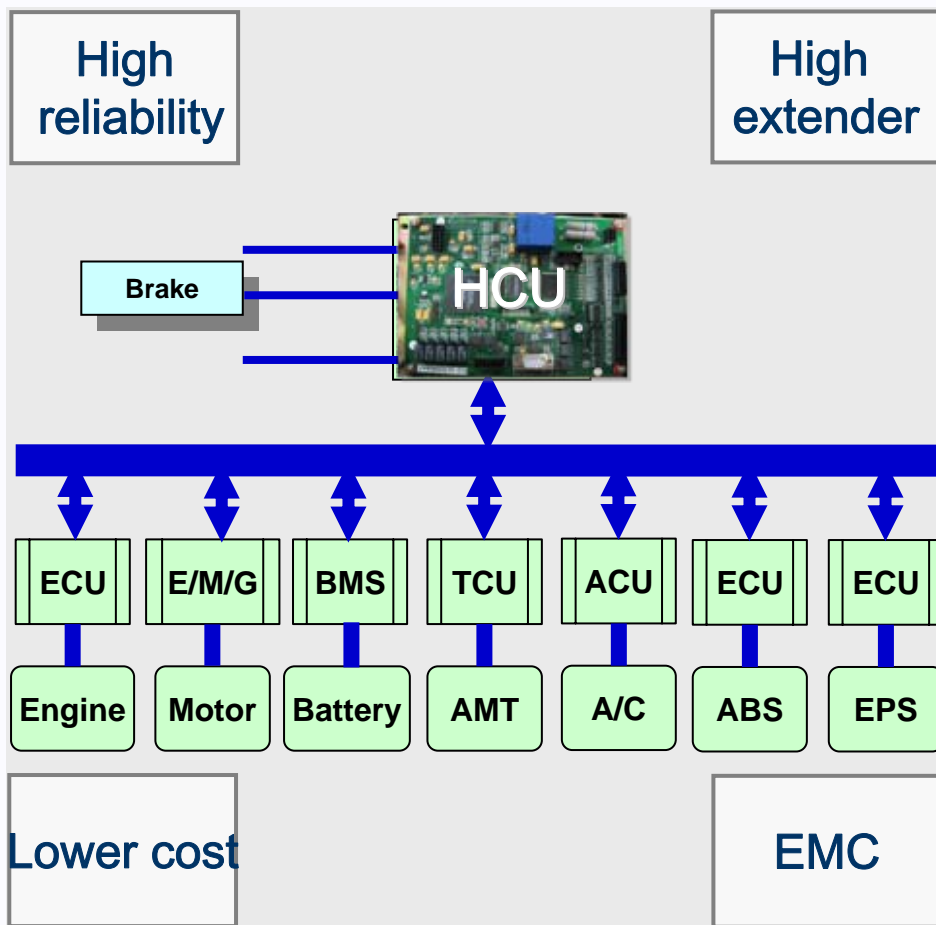 High
reliability
High
extender
Brake
HCU
ECU
E/M/G
BMS
TCU
ACU
ECU
ECU
Engine
Motor
Battery
AMT
A/C
ABS
EPS
Lower cost
EMC